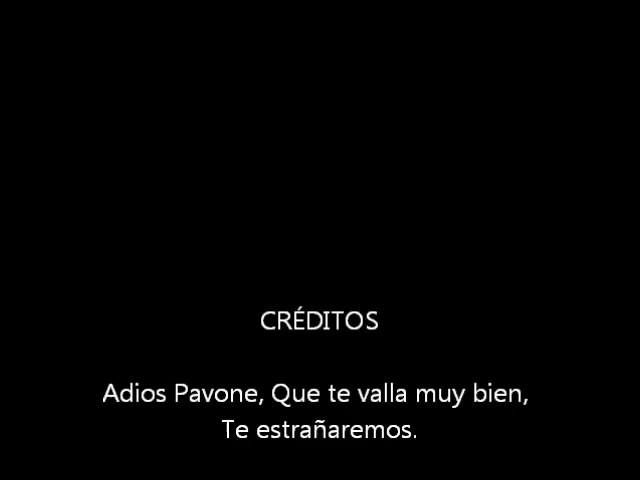 CRÉDITOS
Adios Pavone, Que te valla muy bien,
Te estrañaremos.